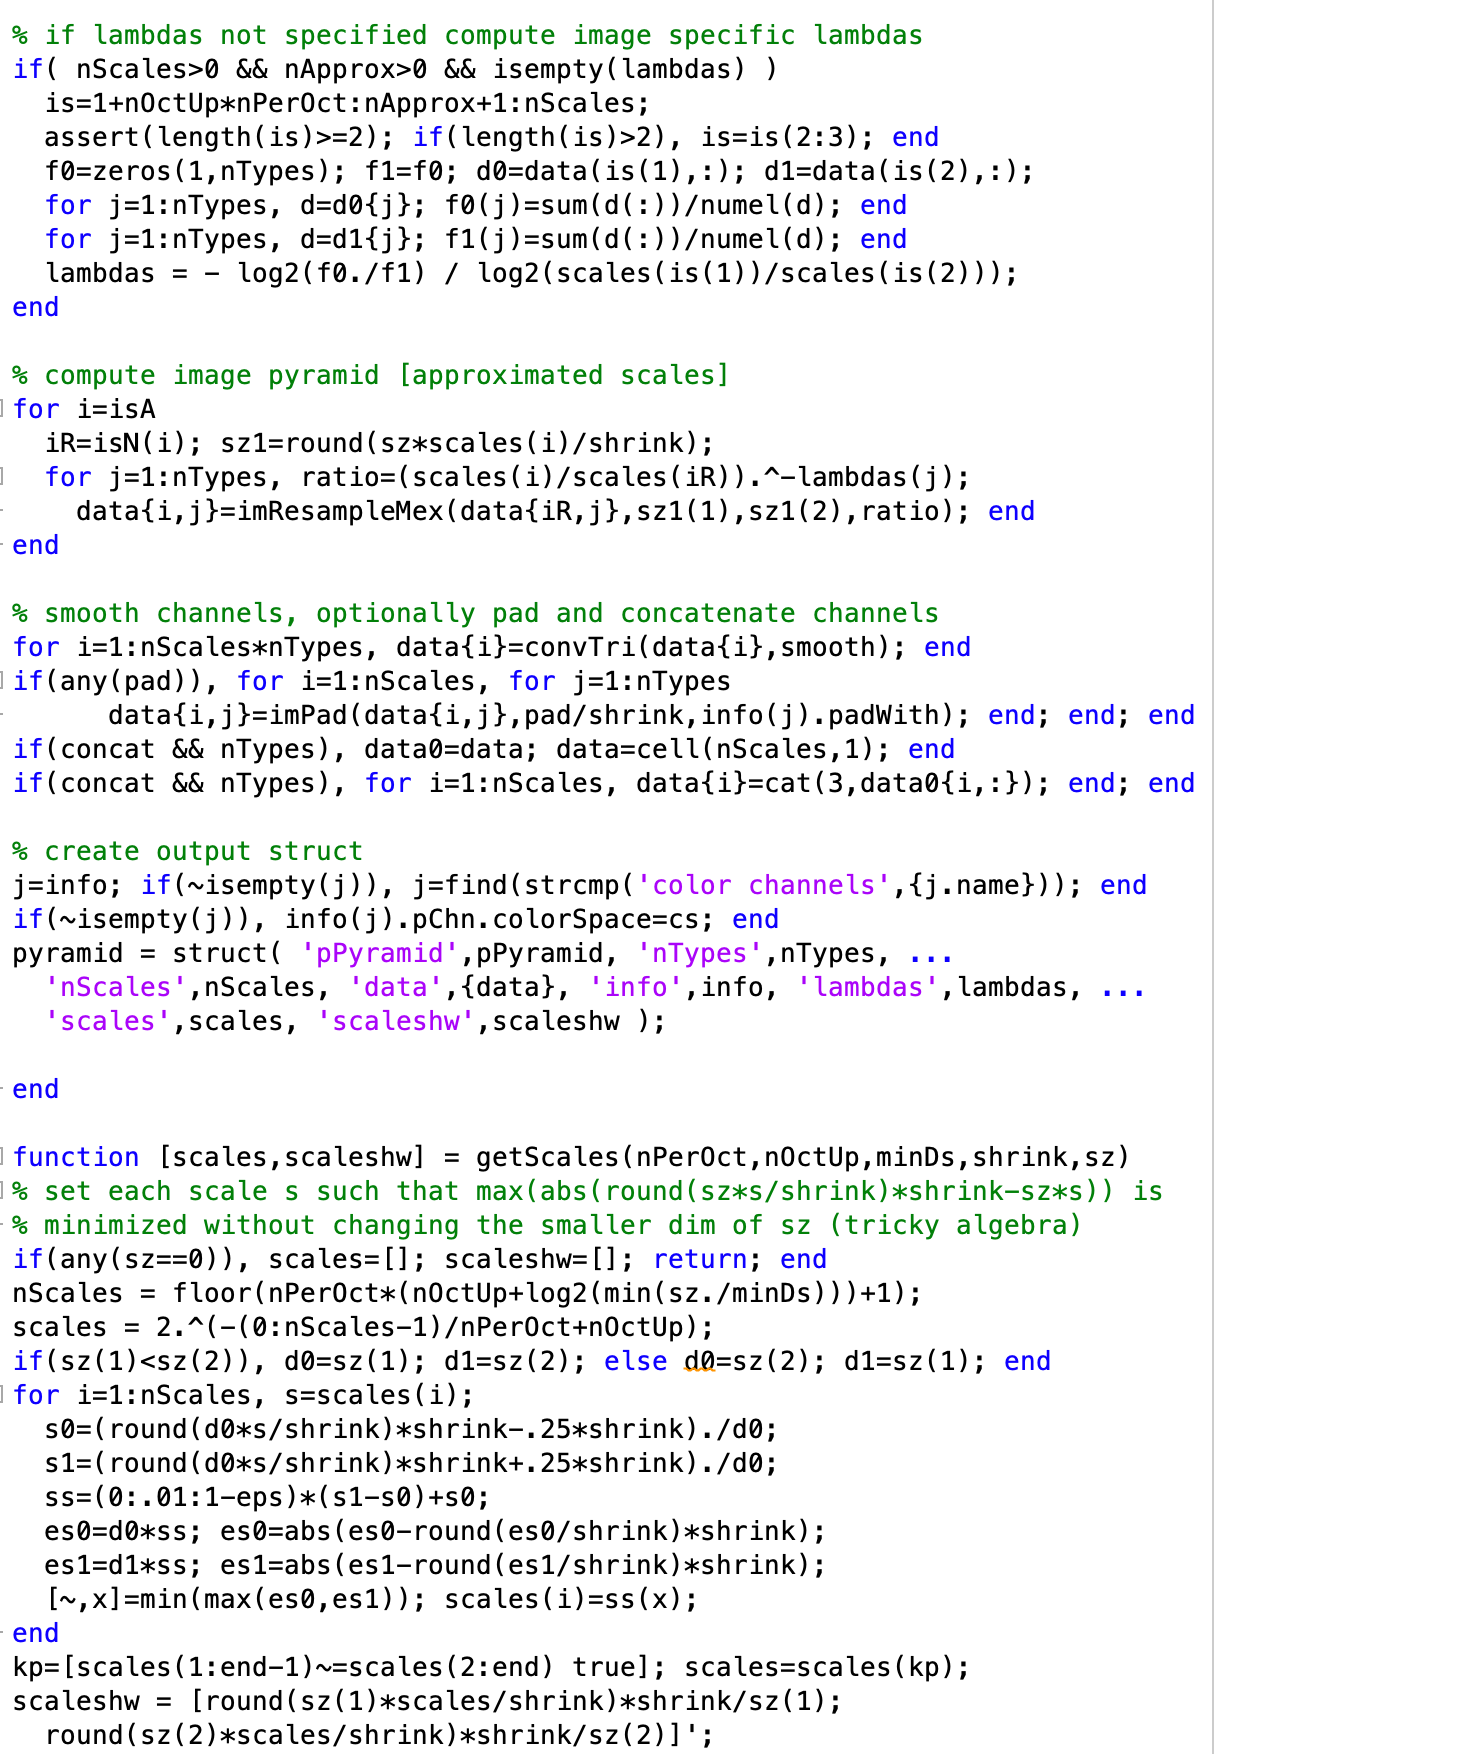 % if lambdas not specified compute image specific lambdas
if( nScales>0 && nApprox>0 && isempty(lambdas) )
  is=1+nOctUp*nPerOct:nApprox+1:nScales;
  assert(length(is)>=2); if(length(is)>2), is=is(2:3); end
  f0=zeros(1,nTypes); f1=f0; d0=data(is(1),:); d1=data(is(2),:);
  for j=1:nTypes, d=d0{j}; f0(j)=sum(d(:))/numel(d); end
  for j=1:nTypes, d=d1{j}; f1(j)=sum(d(:))/numel(d); end
  lambdas = - log2(f0./f1) / log2(scales(is(1))/scales(is(2)));
end

% compute image pyramid [approximated scales]
for i=isA
  iR=isN(i); sz1=round(sz*scales(i)/shrink);
  for j=1:nTypes, ratio=(scales(i)/scales(iR)).^-lambdas(j);
    data{i,j}=imResampleMex(data{iR,j},sz1(1),sz1(2),ratio); end
end

% smooth channels, optionally pad and concatenate channels
for i=1:nScales*nTypes, data{i}=convTri(data{i},smooth); end
if(any(pad)), for i=1:nScales, for j=1:nTypes
      data{i,j}=imPad(data{i,j},pad/shrink,info(j).padWith); end; end; end
if(concat && nTypes), data0=data; data=cell(nScales,1); end
if(concat && nTypes), for i=1:nScales, data{i}=cat(3,data0{i,:}); end; end

% create output struct
j=info; if(~isempty(j)), j=find(strcmp('color channels',{j.name})); end
if(~isempty(j)), info(j).pChn.colorSpace=cs; end
pyramid = struct( 'pPyramid',pPyramid, 'nTypes',nTypes, ...
  'nScales',nScales, 'data',{data}, 'info',info, 'lambdas',lambdas, ...
  'scales',scales, 'scaleshw',scaleshw );

end

function [scales,scaleshw] = getScales(nPerOct,nOctUp,minDs,shrink,sz)
% set each scale s such that max(abs(round(sz*s/shrink)*shrink-sz*s)) is
% minimized without changing the smaller dim of sz (tricky algebra)
if(any(sz==0)), scales=[]; scaleshw=[]; return; end
nScales = floor(nPerOct*(nOctUp+log2(min(sz./minDs)))+1);
scales = 2.^(-(0:nScales-1)/nPerOct+nOctUp);
if(sz(1)<sz(2)), d0=sz(1); d1=sz(2); else d0=sz(2); d1=sz(1); end
for i=1:nScales, s=scales(i);
  s0=(round(d0*s/shrink)*shrink-.25*shrink)./d0;
  s1=(round(d0*s/shrink)*shrink+.25*shrink)./d0;
  ss=(0:.01:1-eps)*(s1-s0)+s0;
  es0=d0*ss; es0=abs(es0-round(es0/shrink)*shrink);
  es1=d1*ss; es1=abs(es1-round(es1/shrink)*shrink);
  [~,x]=min(max(es0,es1)); scales(i)=ss(x);
end
kp=[scales(1:end-1)~=scales(2:end) true]; scales=scales(kp);
scaleshw = [round(sz(1)*scales/shrink)*shrink/sz(1);
  round(sz(2)*scales/shrink)*shrink/sz(2)]';